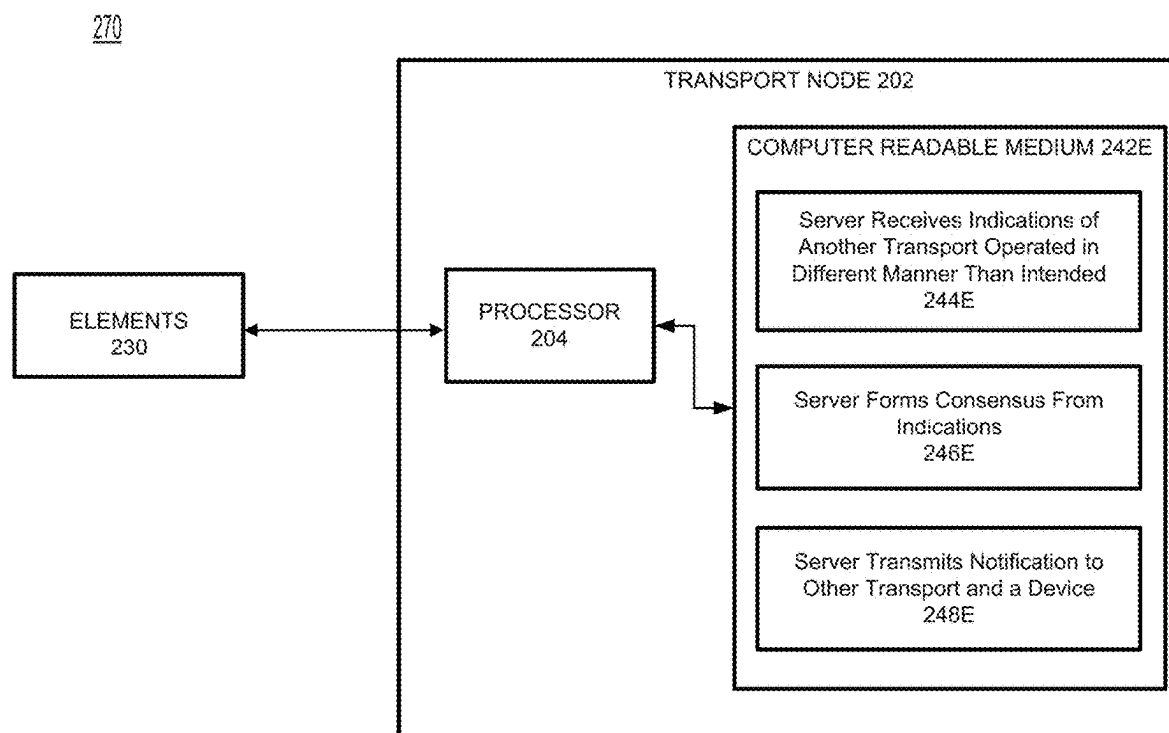 270
TRANSPORT NODE 202
COMPUTER READABLE MEDIUM 242E
Server Receives Indications of
Another Transport Operated in
Different Manner Than Intended
244E
ELEMENTS
230
PROCESSOR
204
Server Forms Consensus From
Indications
246E
Server Transmits Notification to
Other Transport and a Device
248E